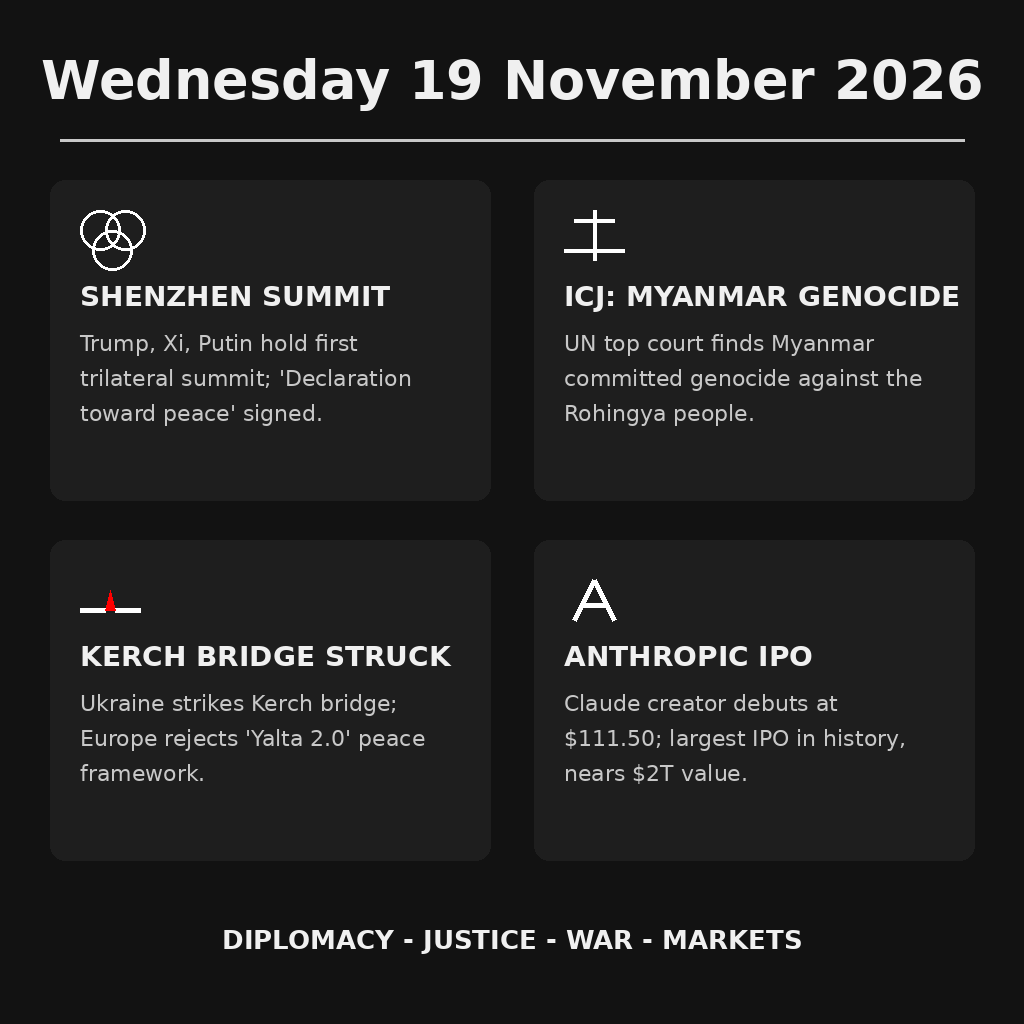 Wednesday 19 November 2026
SHENZHEN SUMMIT
Trump, Xi, Putin hold first
trilateral summit; 'Declaration
toward peace' signed.
ICJ: MYANMAR GENOCIDE
UN top court finds Myanmar
committed genocide against the
Rohingya people.
KERCH BRIDGE STRUCK
Ukraine strikes Kerch bridge;
Europe rejects 'Yalta 2.0' peace
framework.
ANTHROPIC IPO
Claude creator debuts at
$111.50; largest IPO in history,
nears $2T value.
DIPLOMACY - JUSTICE - WAR - MARKETS